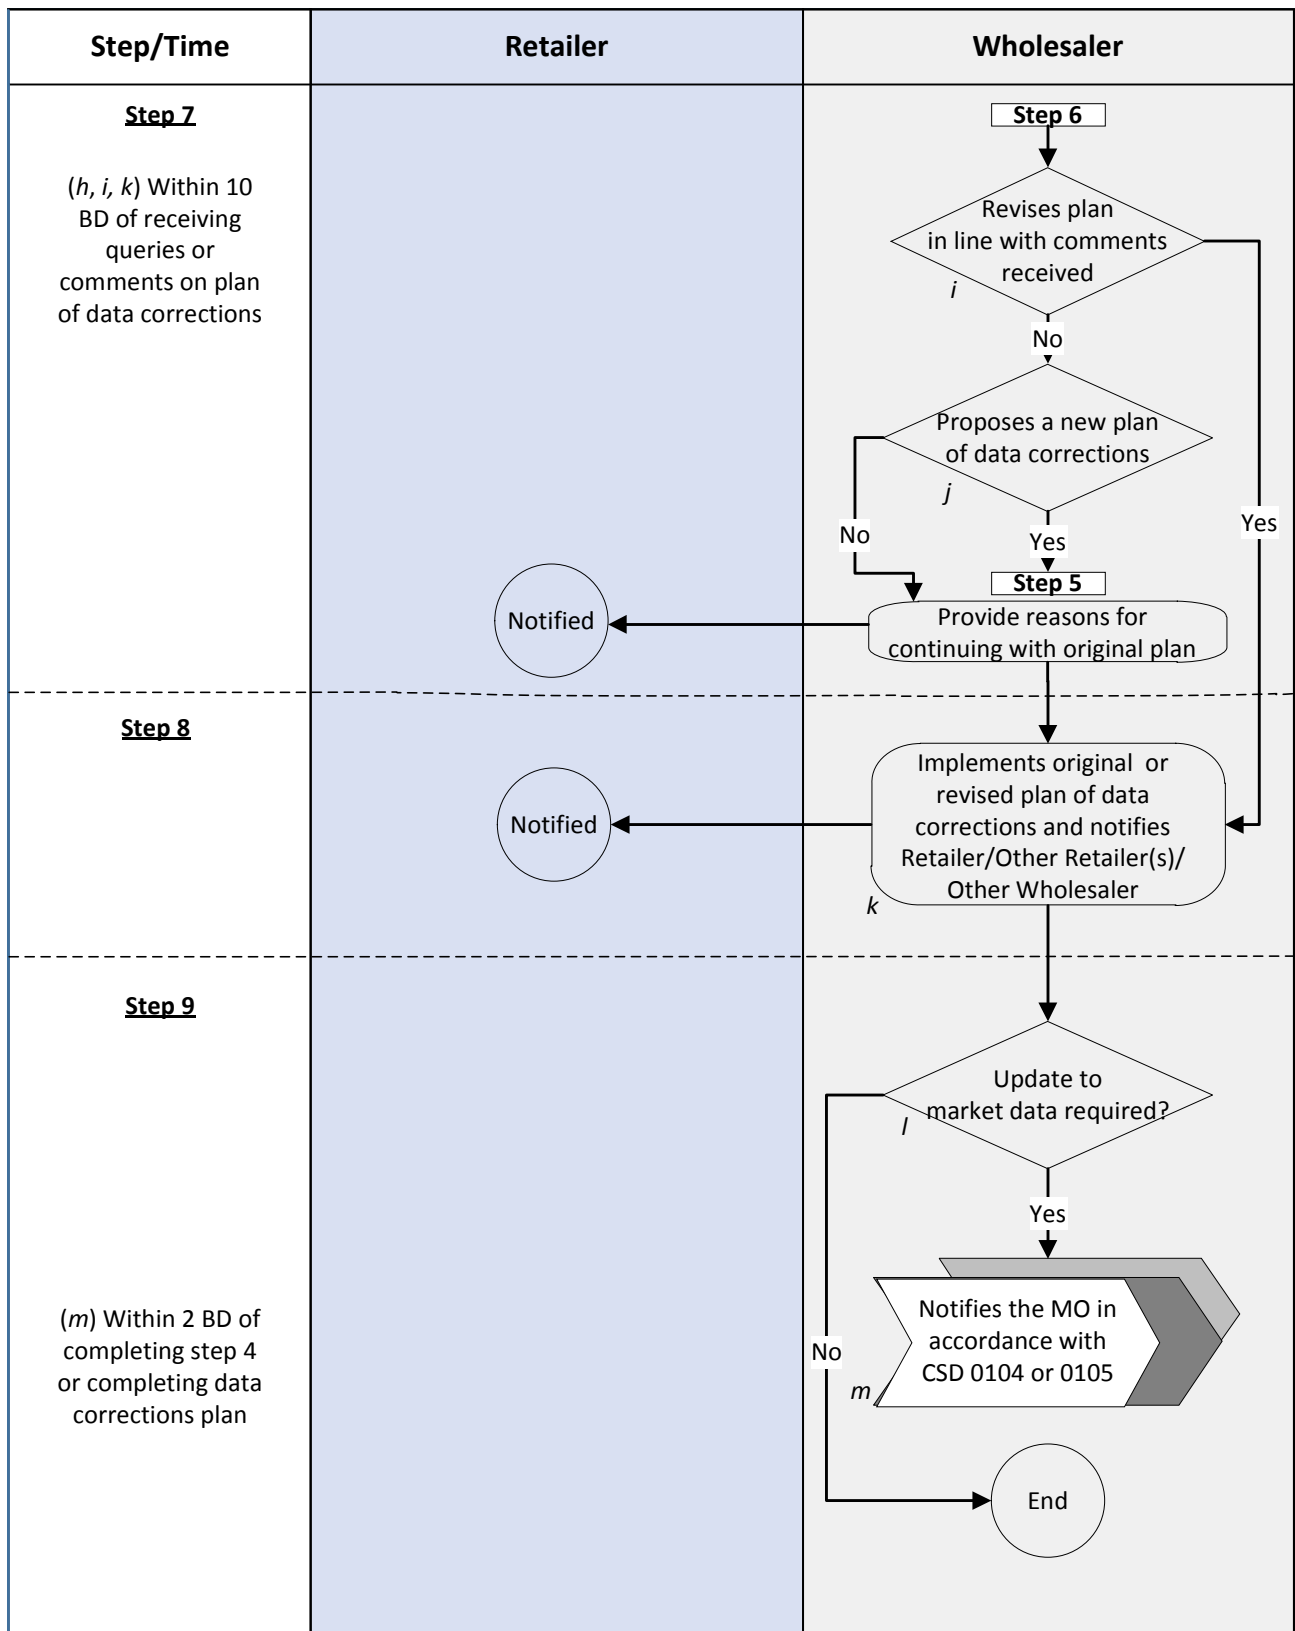 Step/Time
Retailer
Wholesaler
Step 7
(h, i, k) Within 10
BD of receiving
queries or
comments on plan
of data corrections
Step 6
Revises plan
in line with comments
received
i
No
Proposes a new plan
of data corrections
j
No
Yes
Yes
Step 5
Notified
Provide reasons for
continuing with original plan
Step 8
Notified
Implements original or
revised plan of data
corrections and notifies
Retailer/Other Retailer(s)/
Other Wholesaler
k
Step 9
Update to
market data required?
l
Yes
(m) Within 2 BD of
completing step 4
or completing data
corrections plan
No
Notifies the MO in
accordance with
CSD 0104 or 0105
m
End